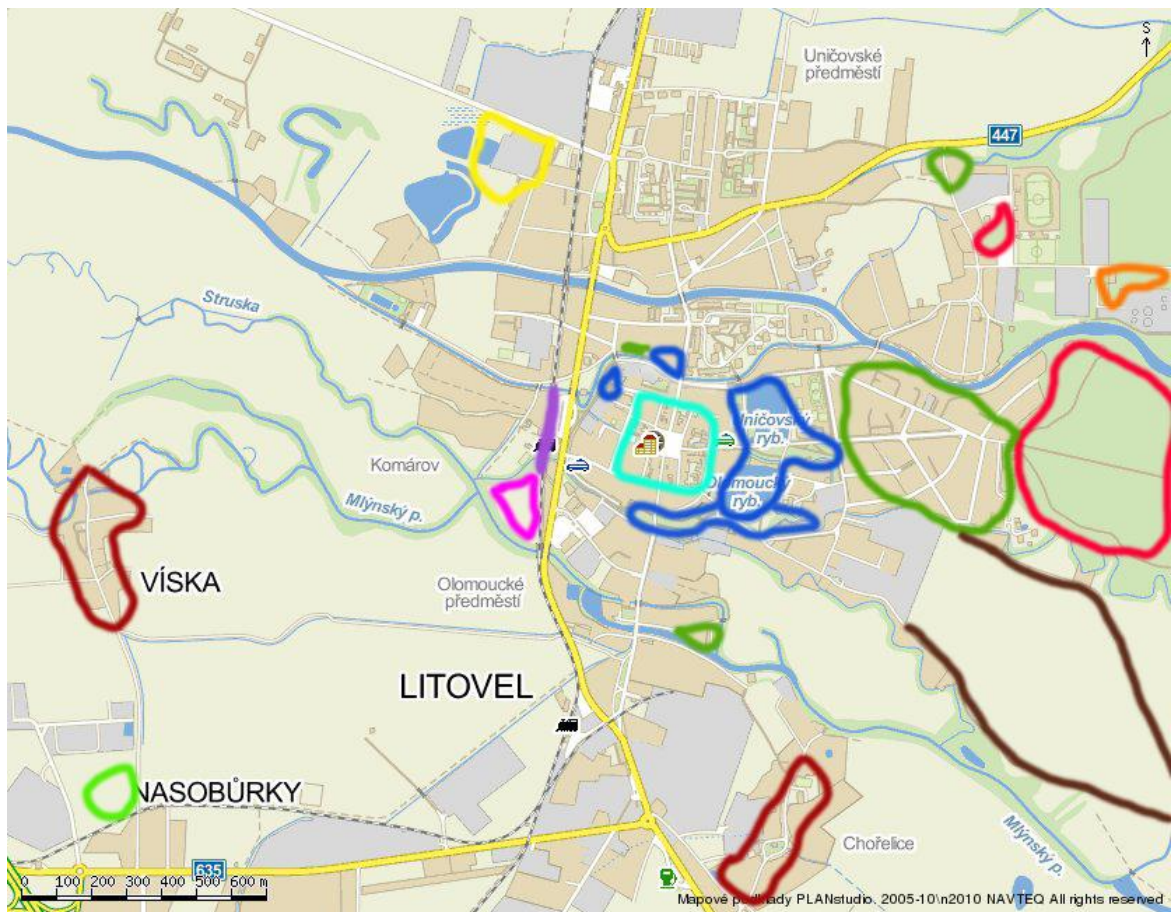 S
Uničovské
předměstí
447
Struska
Komárov
Uničovský
ryb.
Olomoucký
ryb.
Mlýnský p.
VÍSKA
Olomoucké
předměstí
LITOVEL
NASOBŮRKY
Chořelice
Mlýnský p.
635
0 100 200 300 400 500 600 m
Mapové podklady PLANstudio. 2005-10\n2010 NAVTEQ All rights reserved